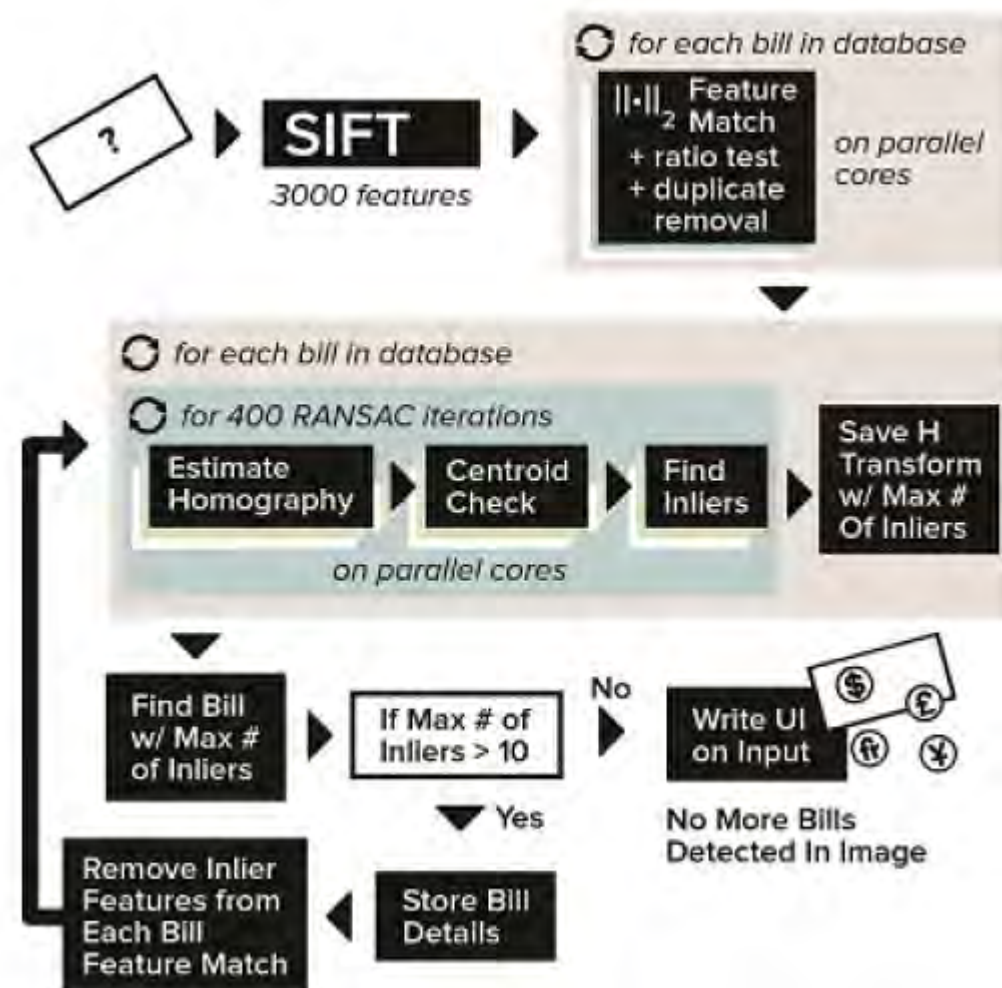 for each bill in database
?
SIFT
3000 features
||·||₂ Feature
Match
+ ratio test
+ duplicate
removal
on parallel
cores
for each bill in database
for 400 RANSAC iterations
Estimate
Homography
Centroid
Check
Find
Inliers
on parallel cores
Save H
Transform
w/ Max #
Of Inliers
Find Bill
w/ Max #
of Inliers
If Max # of
Inliers > 10
No
Yes
Write UI
on Input
$
£
¥
No More Bills
Detected In Image
Store Bill
Details
Remove Inlier
Features from
Each Bill
Feature Match